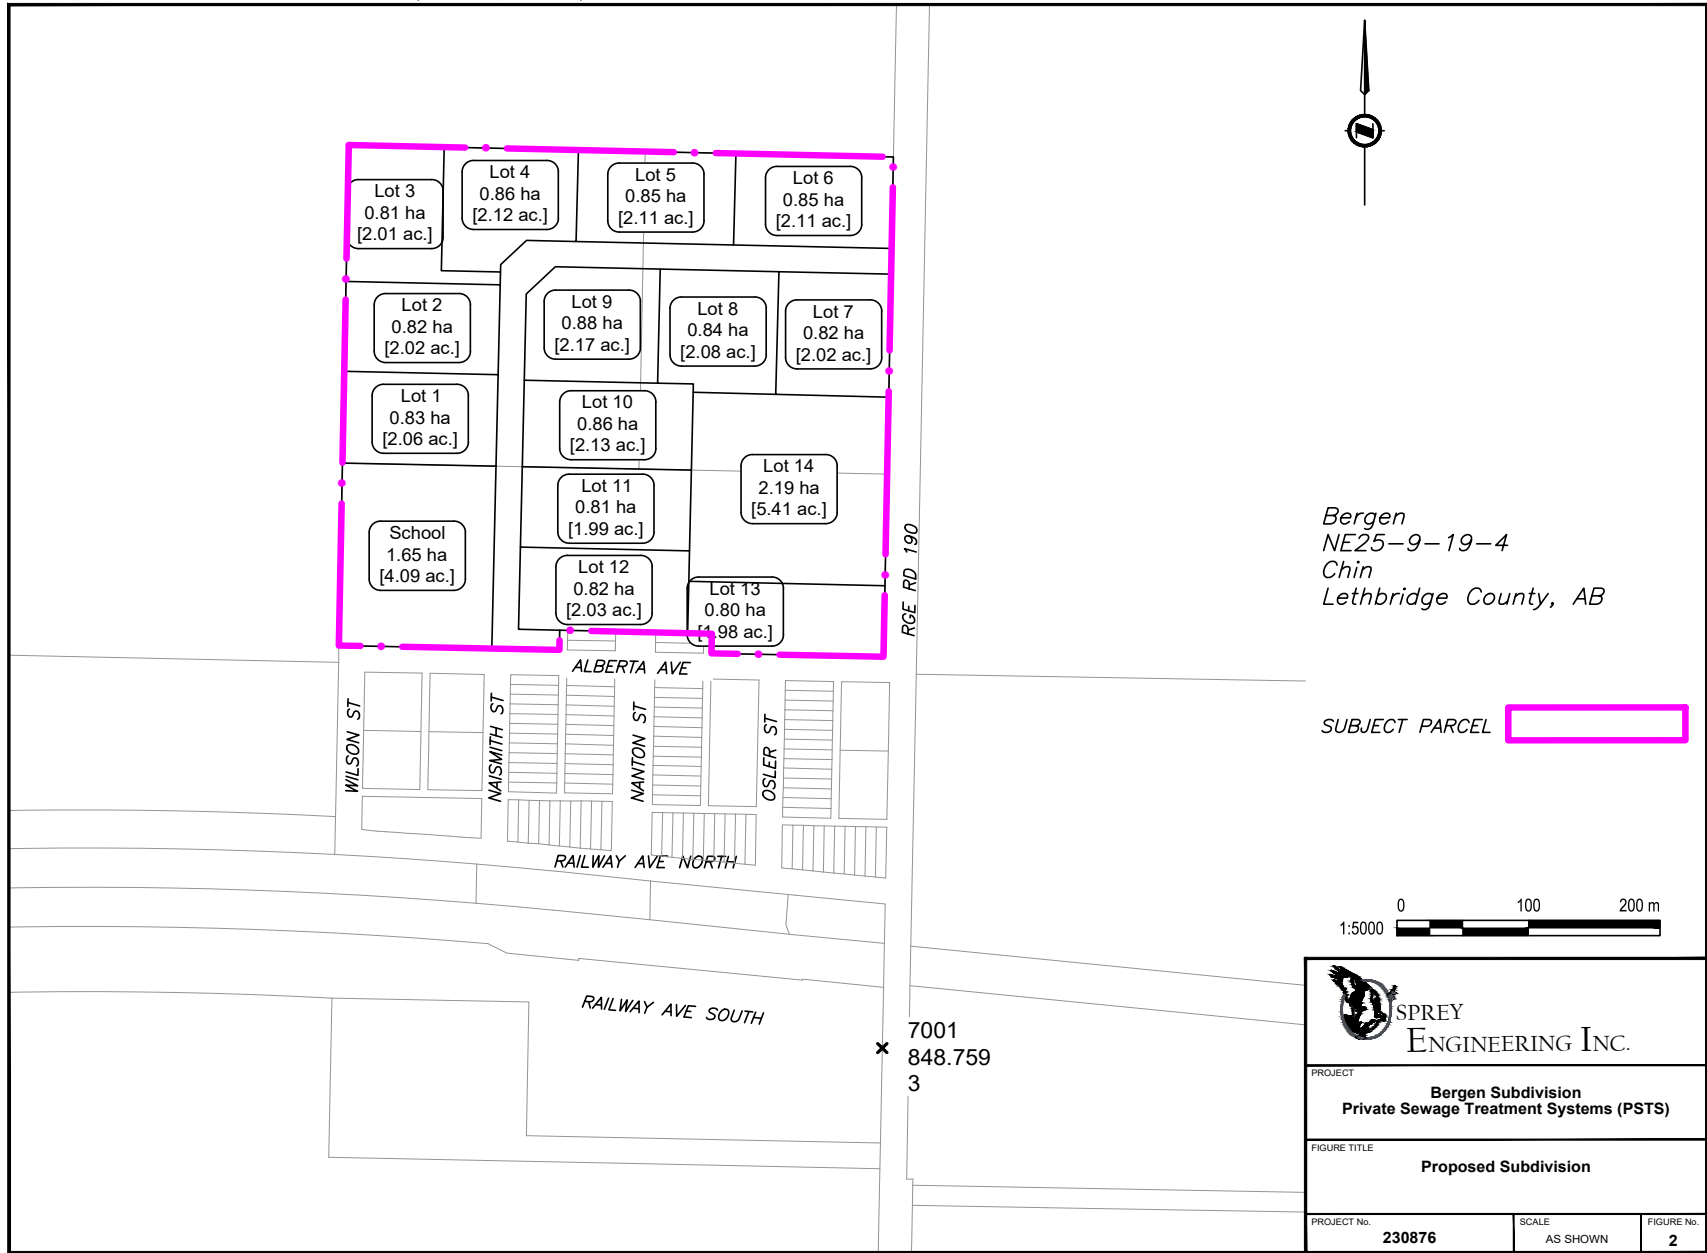 Lot 3
0.81 ha
[2.01 ac.]
Lot 4
0.86 ha
[2.12 ac.]
Lot 5
0.85 ha
[2.11 ac.]
Lot 6
0.85 ha
[2.11 ac.]
Lot 2
0.82 ha
[2.02 ac.]
Lot 9
0.88 ha
[2.17 ac.]
Lot 8
0.84 ha
[2.08 ac.]
Lot 7
0.82 ha
[2.02 ac.]
Lot 1
0.83 ha
[2.06 ac.]
Lot 10
0.86 ha
[2.13 ac.]
Lot 11
0.81 ha
[1.99 ac.]
Lot 14
2.19 ha
[5.41 ac.]
School
1.65 ha
[4.09 ac.]
Lot 12
0.82 ha
[2.03 ac.]
Lot 13
0.80 ha
[1.98 ac.]
RGE RD 190
ALBERTA AVE
WILSON ST
NAISMITH ST
NANTON ST
OSLER ST
RAILWAY AVE NORTH
RAILWAY AVE SOUTH
7001
848.759
3
N
Bergen
NE25-9-19-4
Chin
Lethbridge County, AB
SUBJECT PARCEL
0 100 200 m
1:5000
OSPREY
ENGINEERING INC.
PROJECT
Bergen Subdivision
Private Sewage Treatment Systems (PSTS)
FIGURE TITLE
Proposed Subdivision
PROJECT No.
230876
SCALE
AS SHOWN
FIGURE No.
2